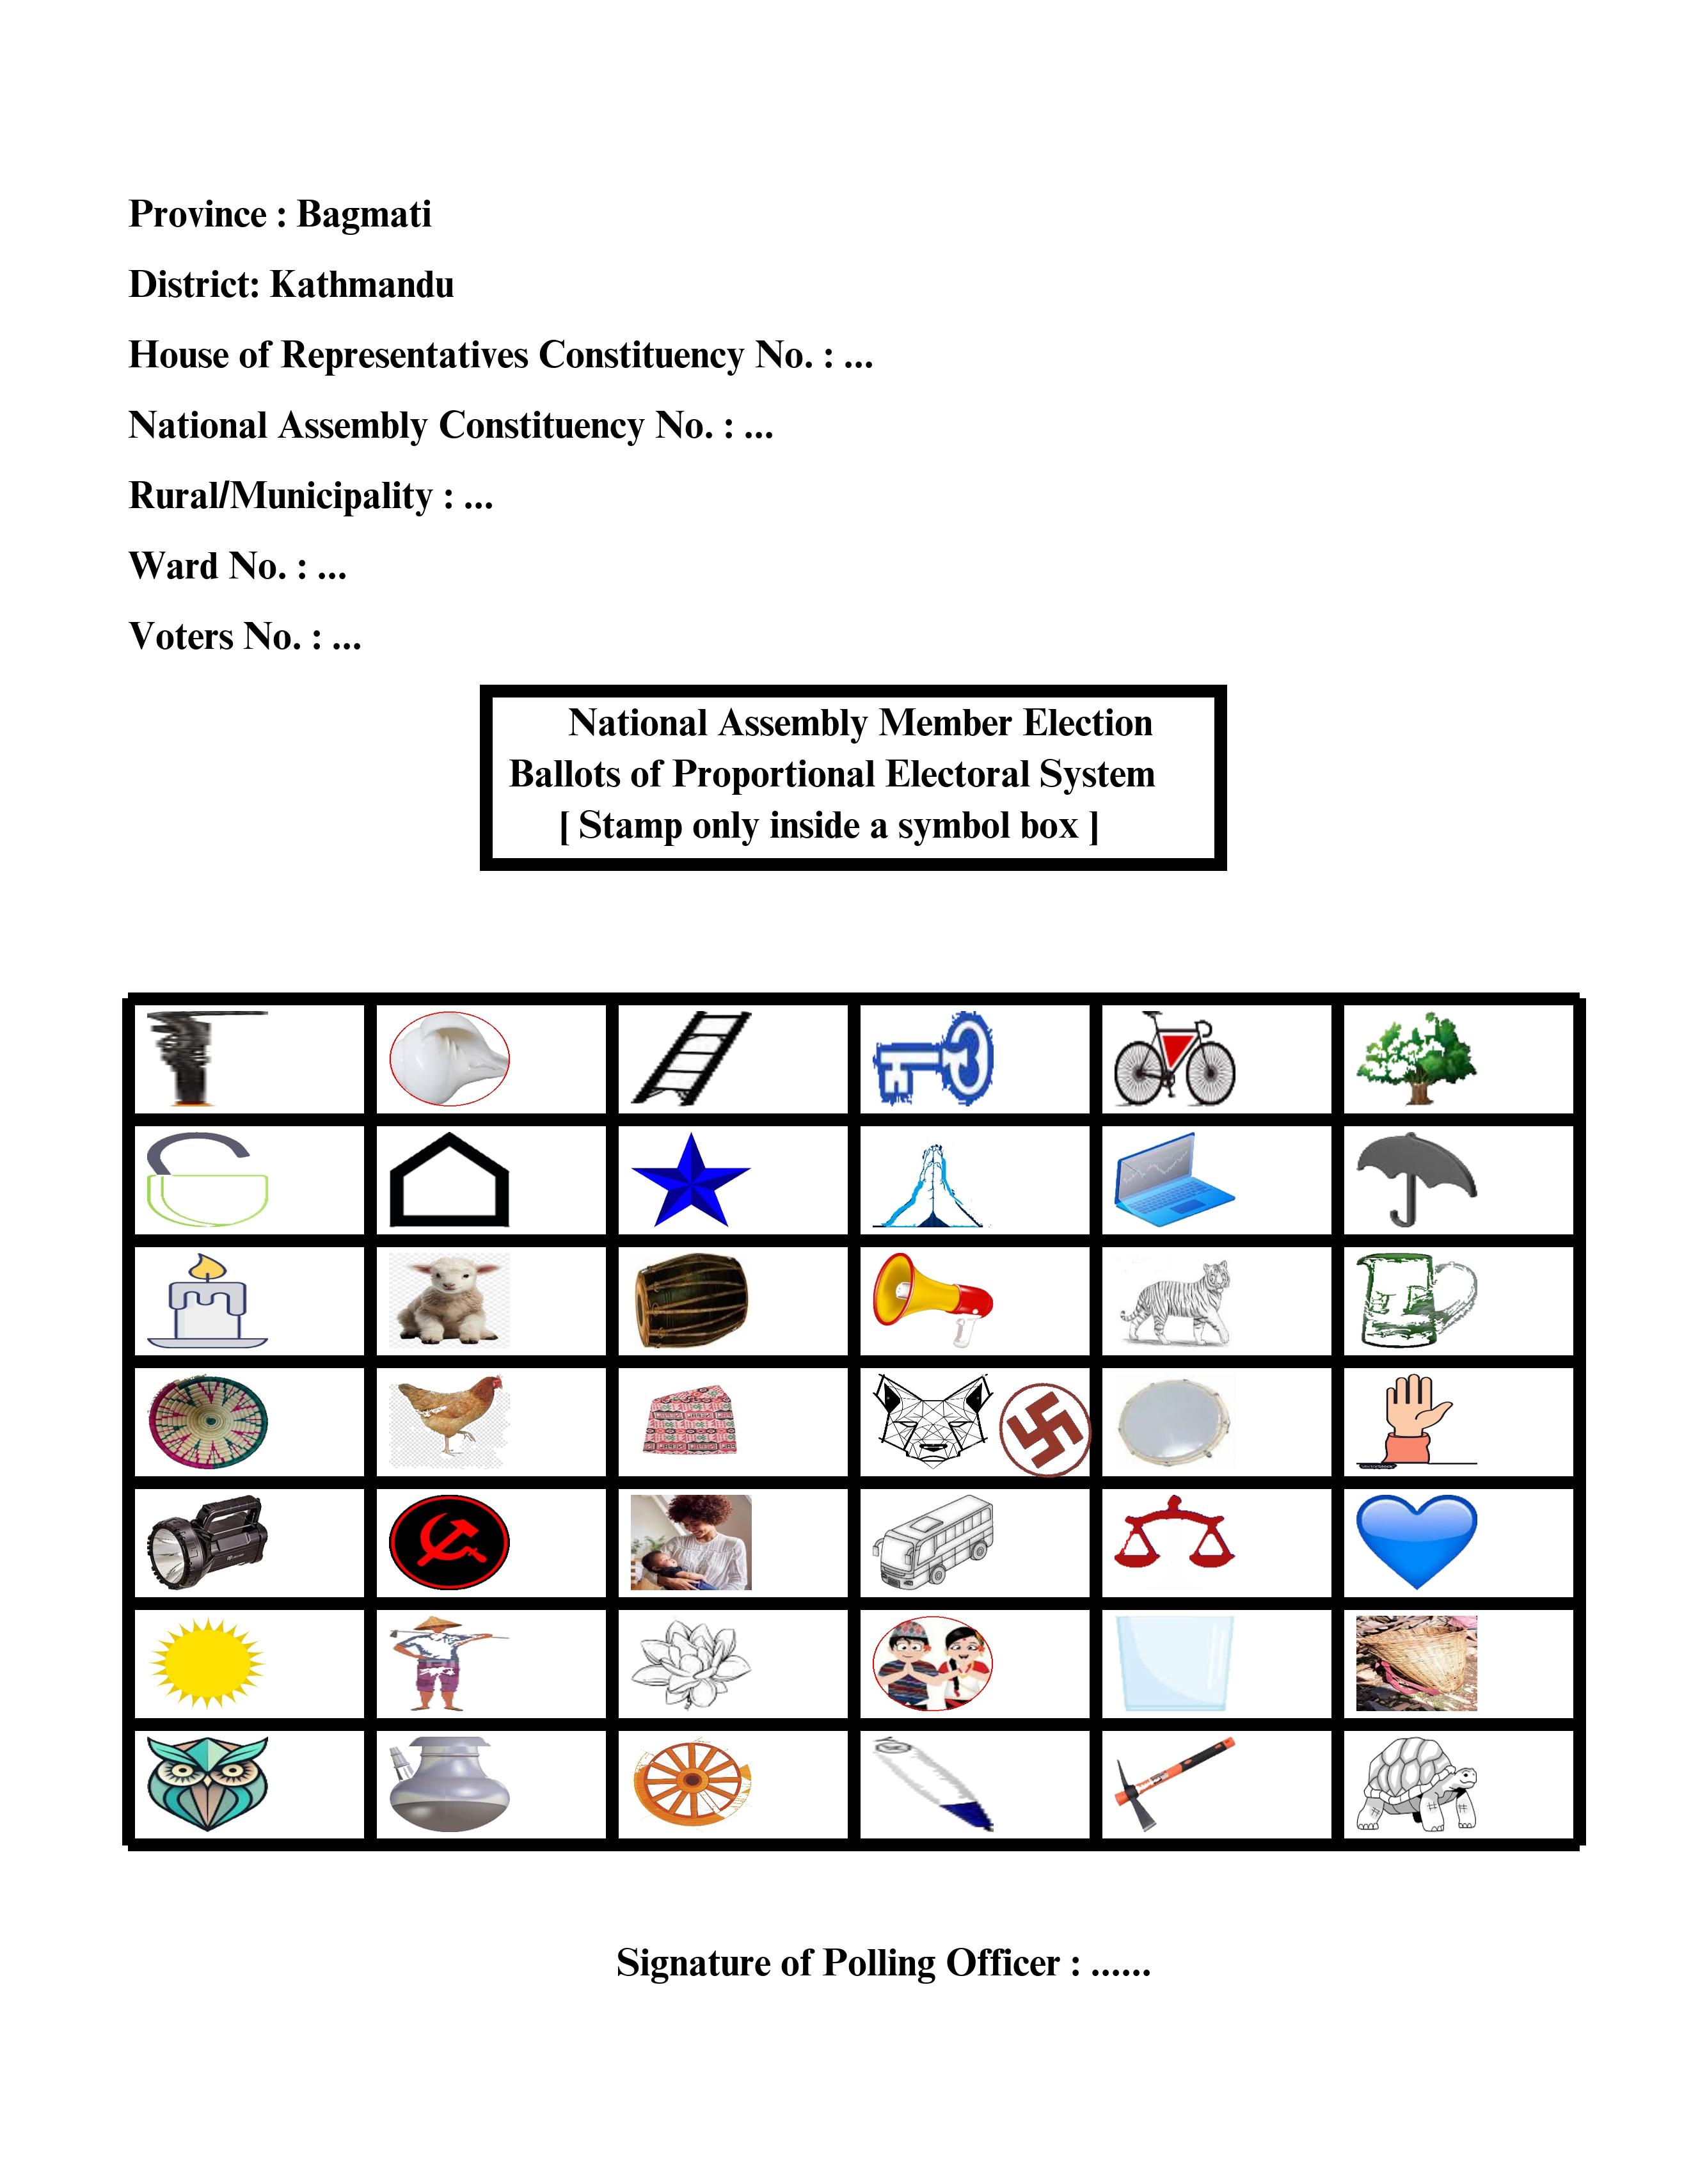 Province : Bagmati
District: Kathmandu
House of Representatives Constituency No. : ...
National Assembly Constituency No. : ...
Rural/Municipality : ...
Ward No. : ...
Voters No. : ...
National Assembly Member Election
Ballots of Proportional Electoral System
[ Stamp only inside a symbol box ]
Signature of Polling Officer : ......